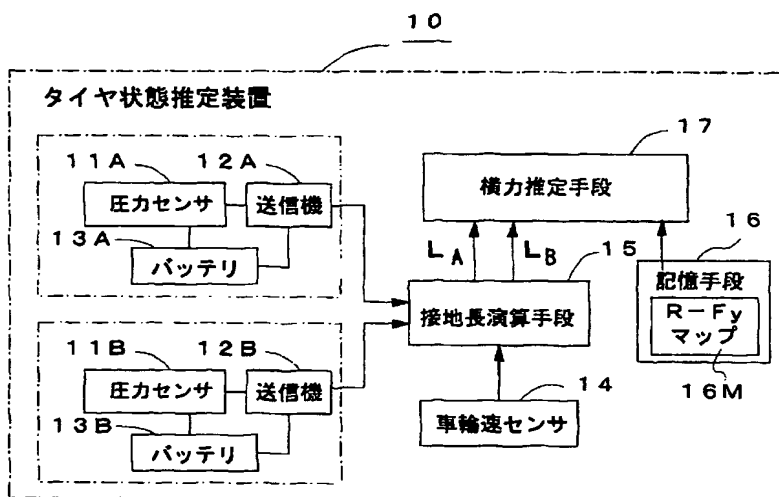 10
タイヤ状態推定装置
11A
12A
圧力センサ
送信機
13A
バッテリ
11B
12B
圧力センサ
送信機
13B
バッテリ
17
横力推定手段
LA
LB
15
接地長演算手段
14
車輪速センサ
16
記憶手段
R-Fy
マップ
16M